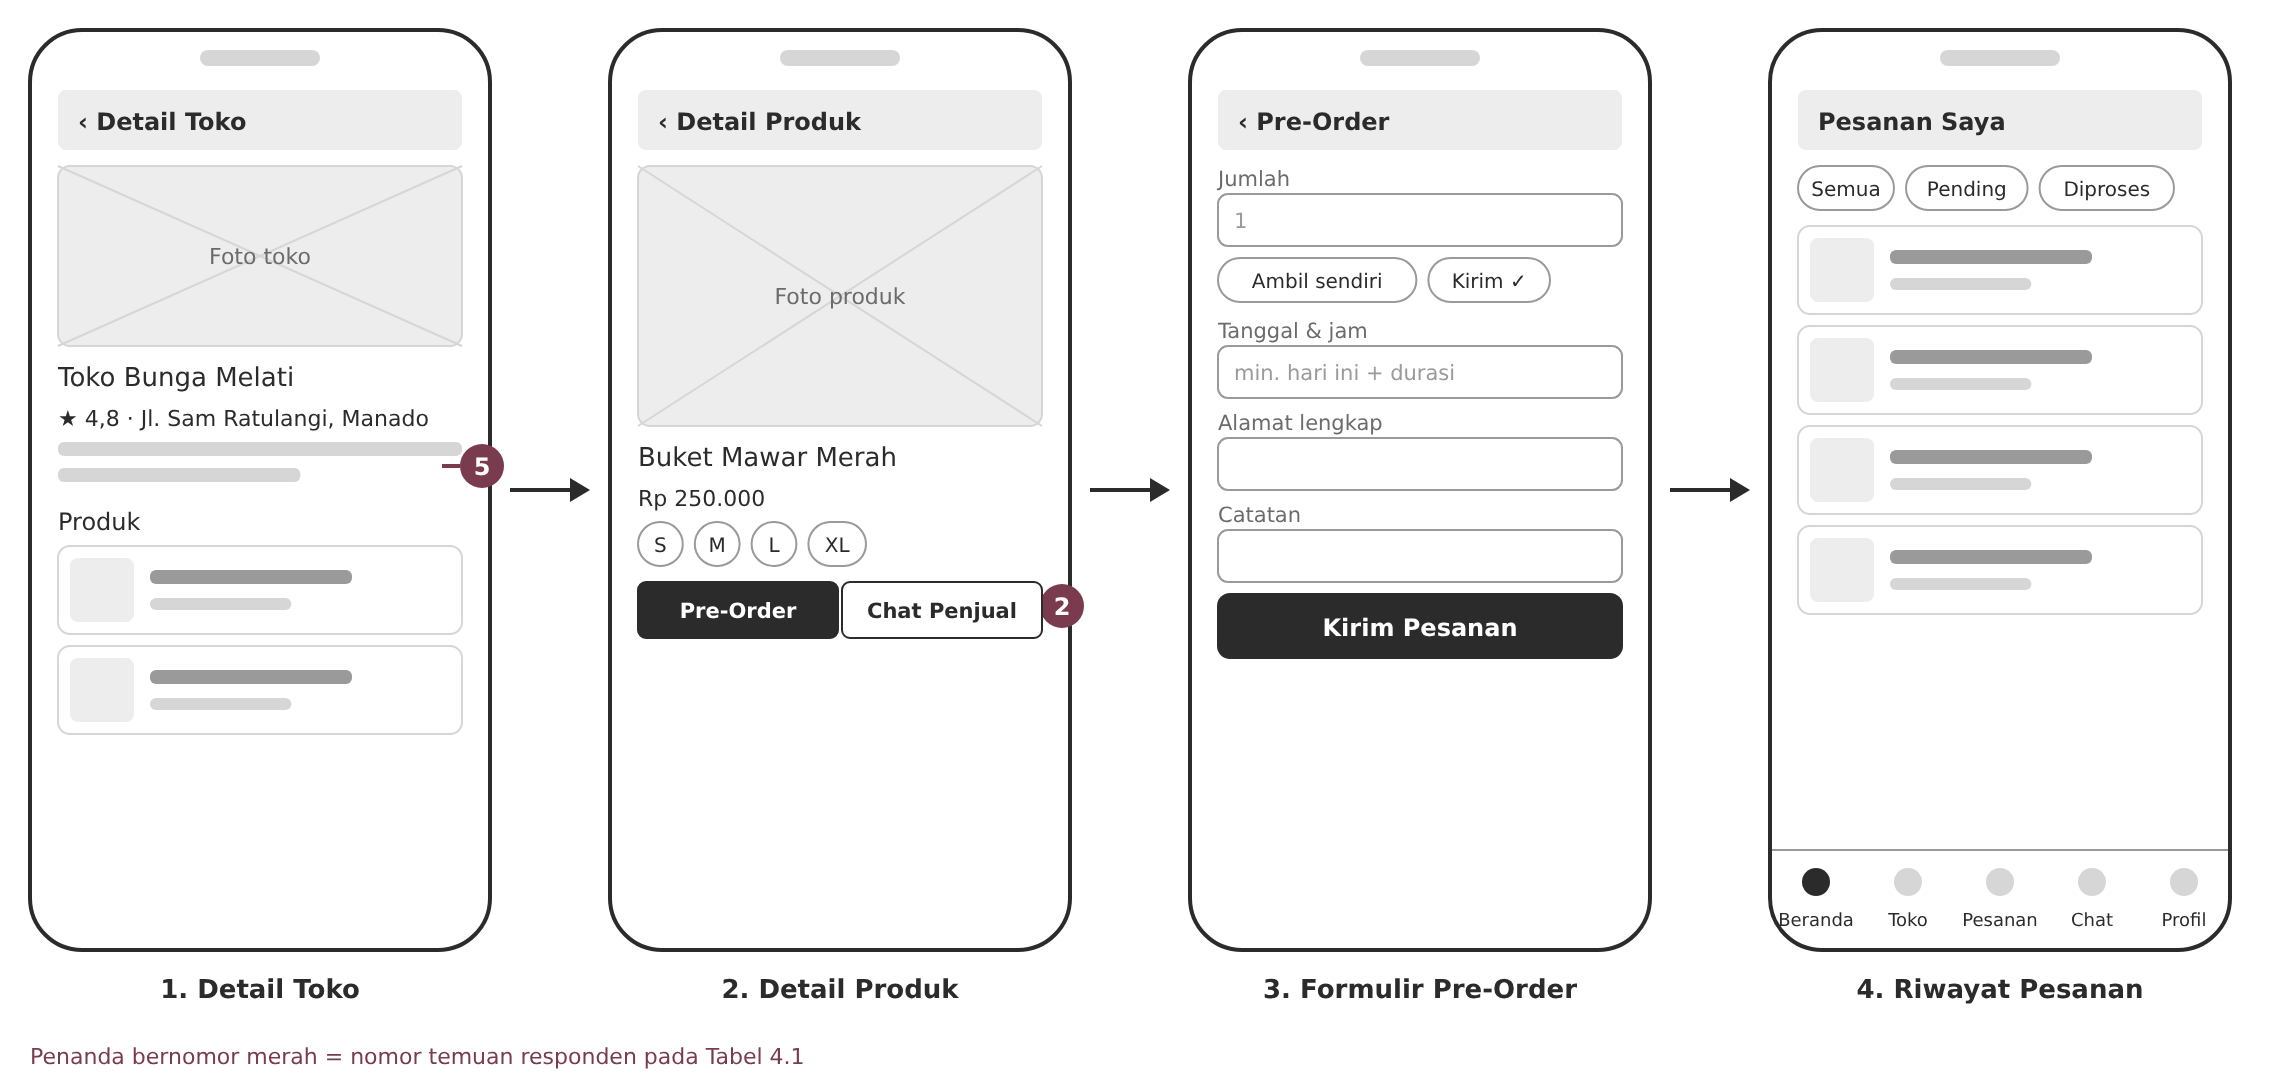 ‹ Detail Toko
Foto toko
Toko Bunga Melati
★ 4,8 · Jl. Sam Ratulangi, Manado
5
Produk
1. Detail Toko
‹ Detail Produk
Foto produk
Buket Mawar Merah
Rp 250.000
S M L XL
Pre-Order Chat Penjual 2
2. Detail Produk
‹ Pre-Order
Jumlah
1
Ambil sendiri Kirim ✓
Tanggal & jam
min. hari ini + durasi
Alamat lengkap
Catatan
Kirim Pesanan
3. Formulir Pre-Order
Pesanan Saya
Semua Pending Diproses
Beranda Toko Pesanan Chat Profil
4. Riwayat Pesanan
Penanda bernomor merah = nomor temuan responden pada Tabel 4.1